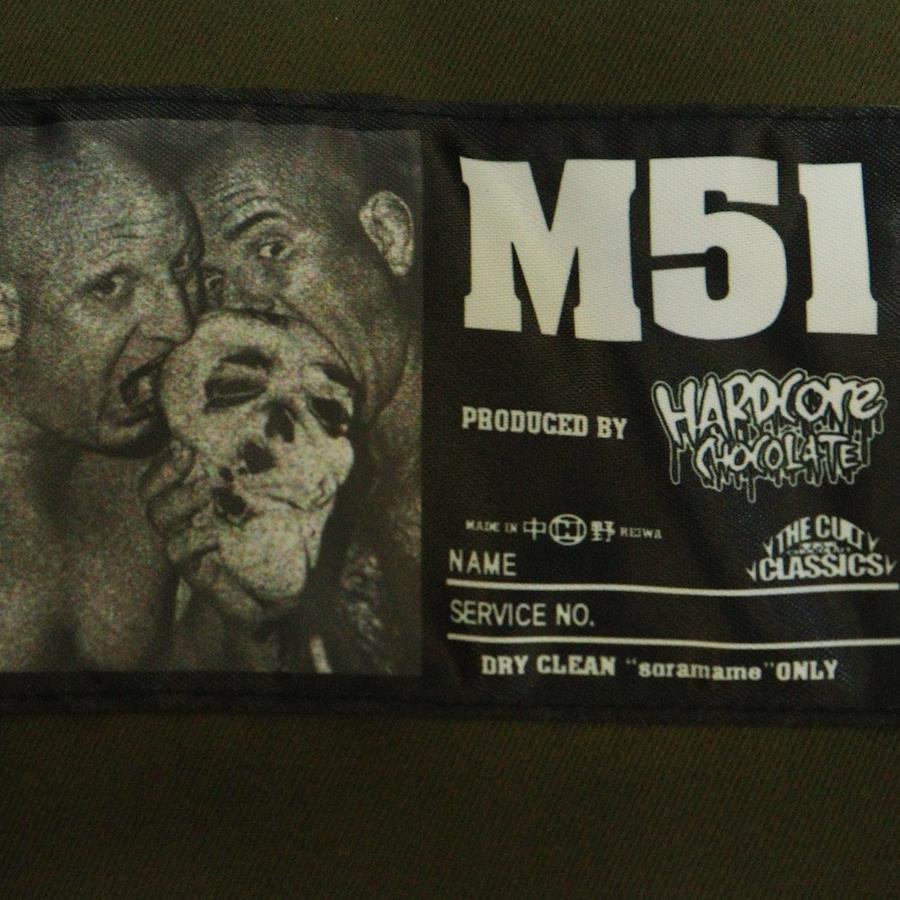 M51
PRODUCED BY
HARDCORE
CHOCOLATE
MADE IN 中 野 REIWA
THE CULT
CLASSICS
NAME
SERVICE NO.
DRY CLEAN "soramame" ONLY